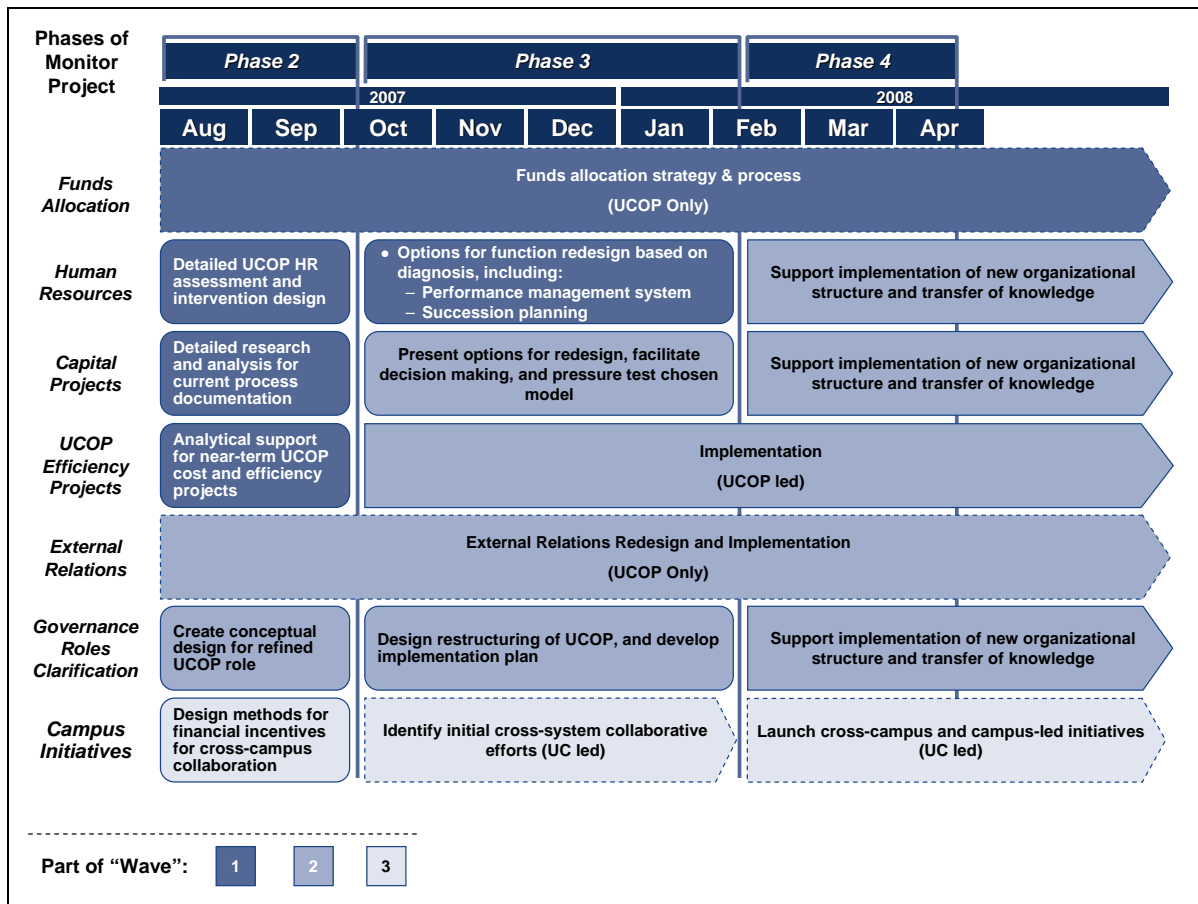 Phases of
Monitor
Project
Phase 2
Phase 3
Phase 4
2007
2008
Aug
Sep
Oct
Nov
Dec
Jan
Feb
Mar
Apr
Funds
Allocation
Funds allocation strategy & process
(UCOP Only)
Human
Resources
Detailed UCOP HR
assessment and
intervention design
● Options for function redesign based on
diagnosis, including:
– Performance management system
– Succession planning
Support implementation of new organizational
structure and transfer of knowledge
Capital
Projects
Detailed research
and analysis for
current process
documentation
Present options for redesign, facilitate
decision making, and pressure test chosen
model
Support implementation of new organizational
structure and transfer of knowledge
UCOP
Efficiency
Projects
Analytical support
for near-term UCOP
cost and efficiency
projects
Implementation
(UCOP led)
External
Relations
External Relations Redesign and Implementation
(UCOP Only)
Governance
Roles
Clarification
Create conceptual
design for refined
UCOP role
Design restructuring of UCOP, and develop
implementation plan
Support implementation of new organizational
structure and transfer of knowledge
Campus
Initiatives
Design methods for
financial incentives
for cross-campus
collaboration
Identify initial cross-system collaborative
efforts (UC led)
Launch cross-campus and campus-led initiatives
(UC led)
Part of “Wave”:
1
2
3